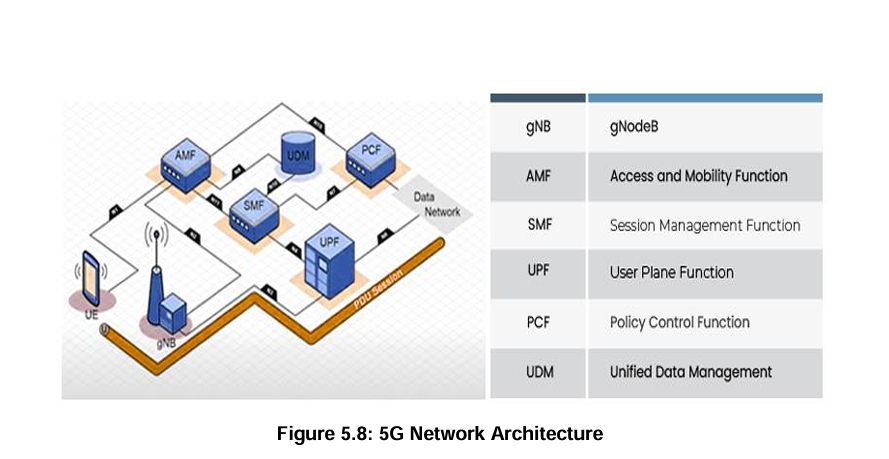 AMF
UDM
PCF
SMF
Data
Network
UPF
UE
gNB
PDU Session
gNB gNodeB
AMF Access and Mobility Function
SMF Session Management Function
UPF User Plane Function
PCF Policy Control Function
UDM Unified Data Management
Figure 5.8: 5G Network Architecture